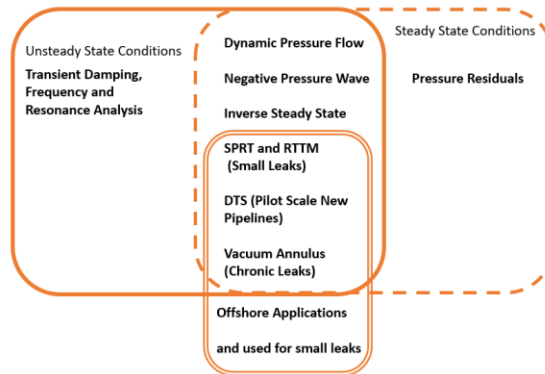 Unsteady State Conditions
Transient Damping,
Frequency and
Resonance Analysis
Dynamic Pressure Flow
Negative Pressure Wave
Inverse Steady State
SPRT and RTTM
(Small Leaks)
DTS (Pilot Scale New
Pipelines)
Vacuum Annulus
(Chronic Leaks)
Offshore Applications
and used for small leaks
Steady State Conditions
Pressure Residuals